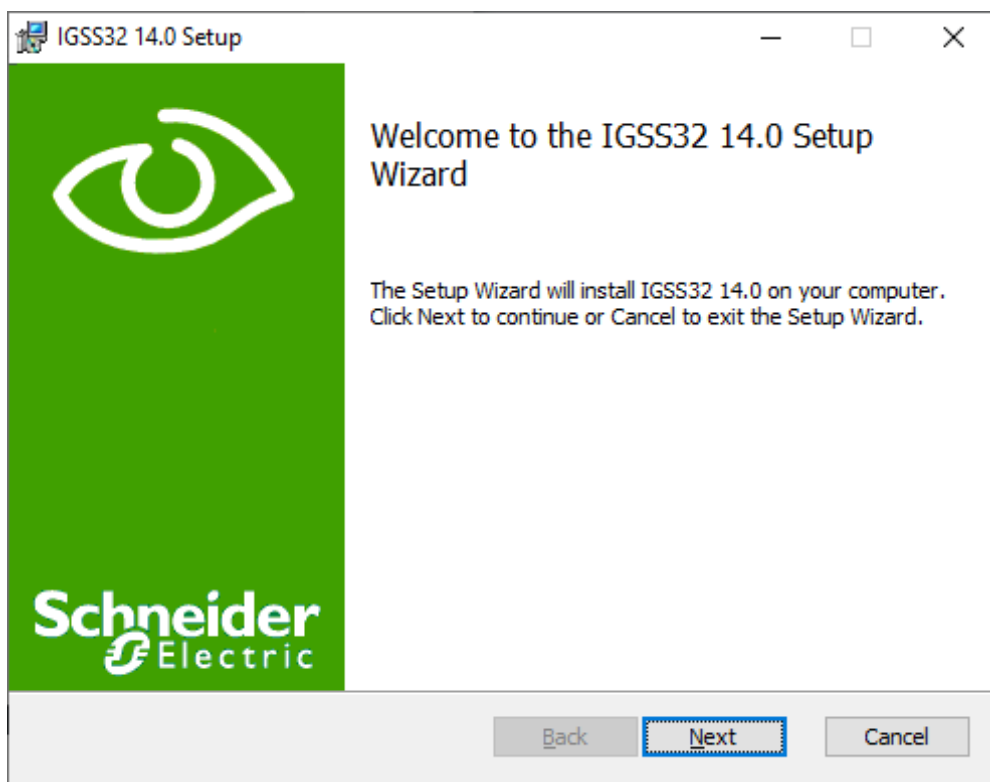 IGSS32 14.0 Setup
Welcome to the IGSS32 14.0 Setup
Wizard
The Setup Wizard will install IGSS32 14.0 on your computer.
Click Next to continue or Cancel to exit the Setup Wizard.
Schneider
Electric
Back
Next
Cancel